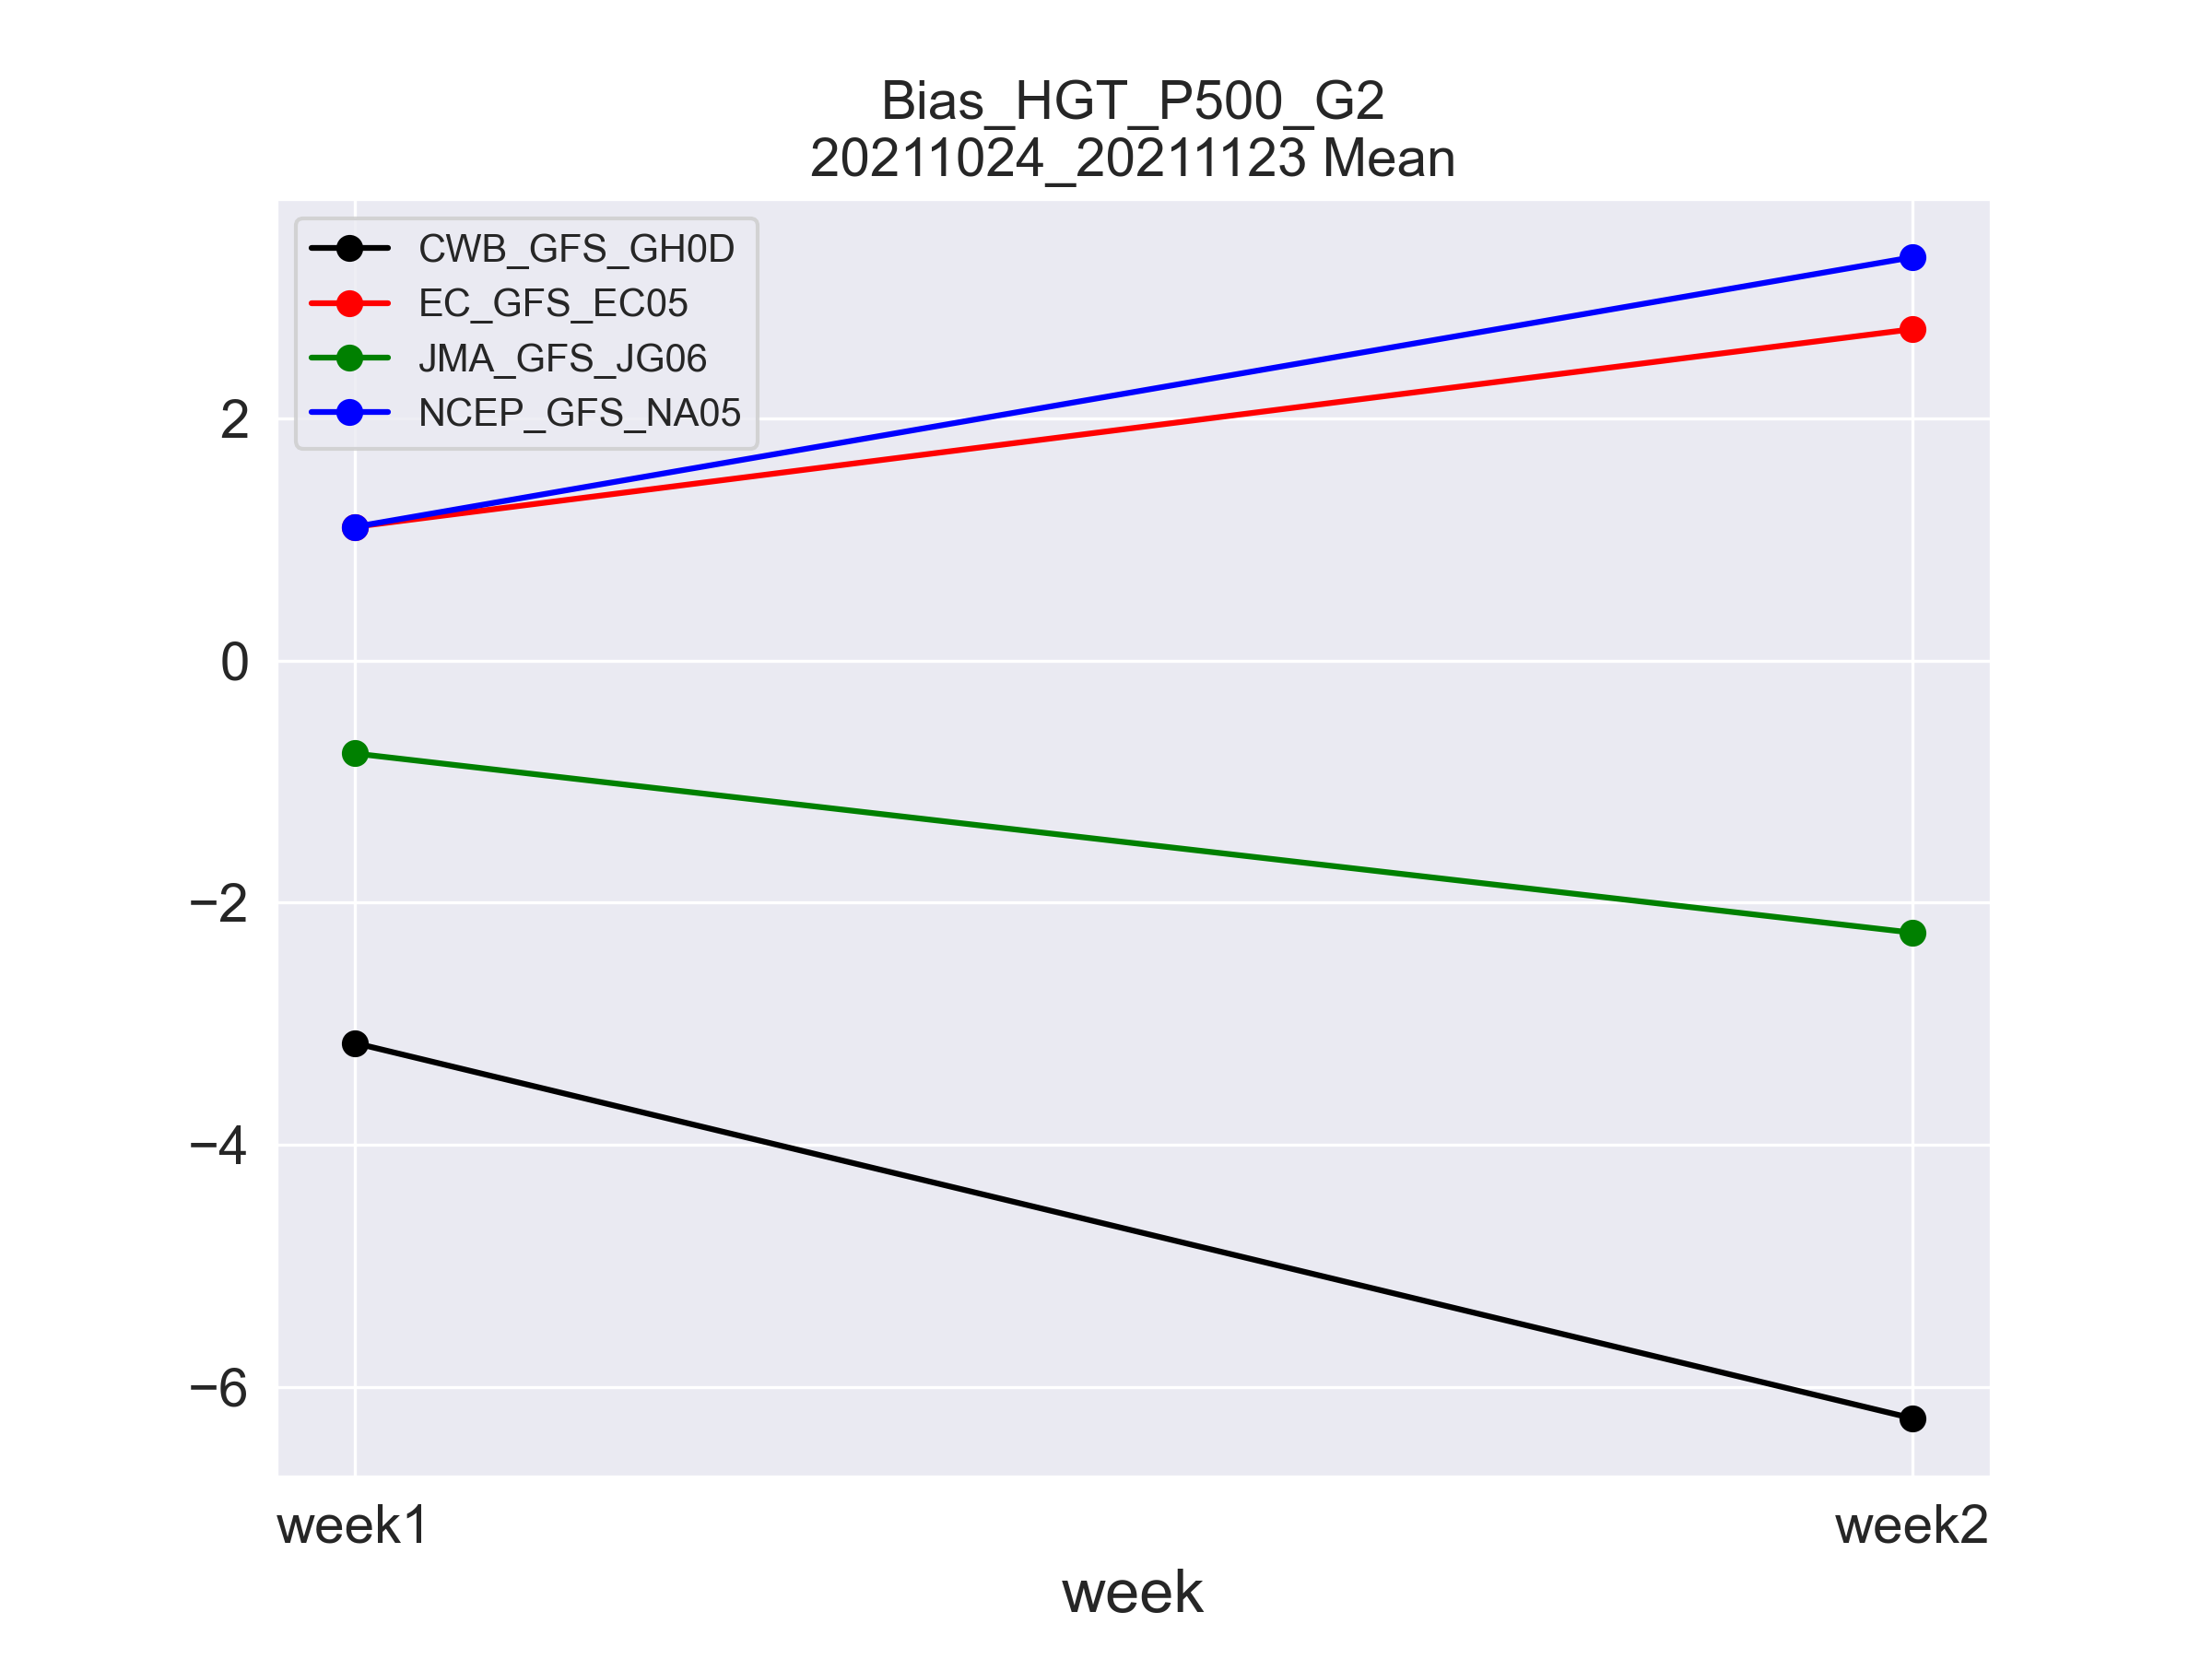 Bias_HGT_P500_G2
20211024_20211123 Mean
CWB_GFS_GH0D
EC_GFS_EC05
JMA_GFS_JG06
NCEP_GFS_NA05
2
0
−2
−4
−6
week1
week2
week